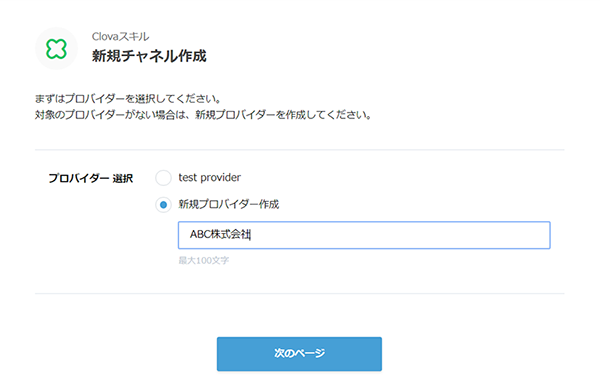 Clovaスキル
新規チャネル作成
まずはプロバイダーを選択してください。
対象のプロバイダーがない場合は、新規プロバイダーを作成してください。
プロバイダー 選択
test provider
新規プロバイダー作成
ABC株式会社
最大100文字
次のページ